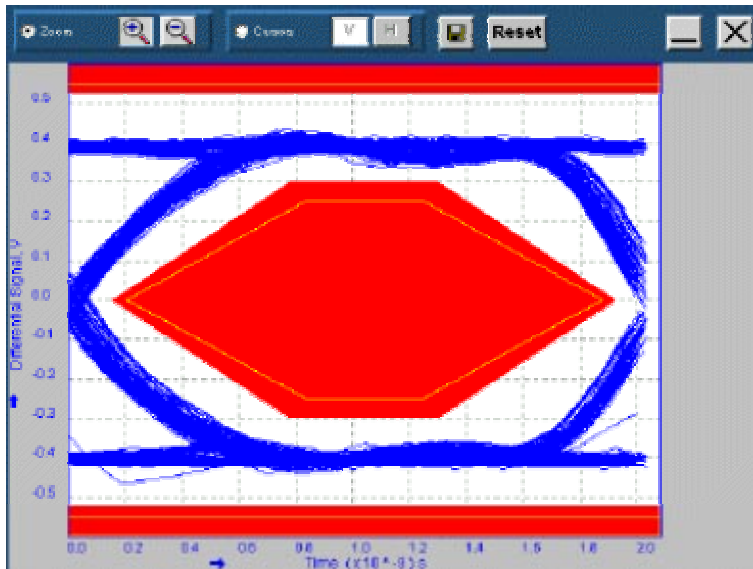 Zoom
Cursor
V
H
Reset
0.5
0.4
0.3
0.2
0.1
0.0
-0.1
-0.2
-0.3
-0.4
-0.5
Differential Signal, V
0.0 0.2 0.4 0.6 0.8 1.0 1.2 1.4 1.6 1.8 2.0
Time (x10^-9)s